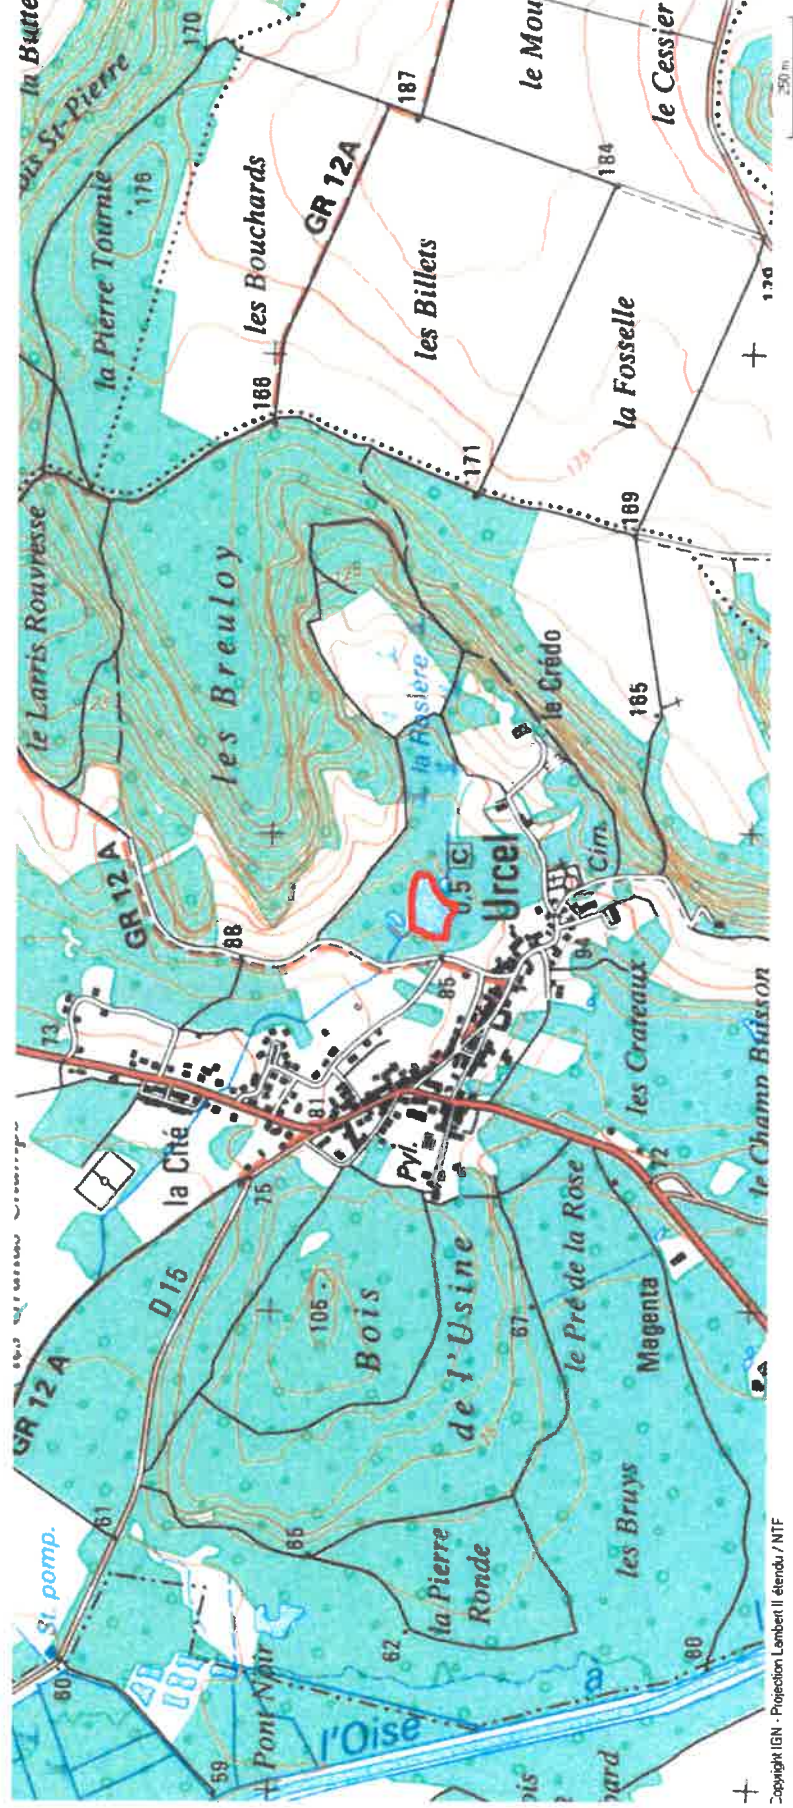 170
le Mou
le Cessier
la Butte
St-Pierre
187
250 m
GR 12A
184
la Pierre Tournie
176
les Bouchards
les Billets
la Fosselle
168
171
175
169
le Larris Rouvresse
les Breuloy
la Rosière
le Crédo
165
GR 12 A
88
0.5 C
Urcel
Cim.
94
85
73
81
la Cité
Pyl.
les Crateaux
le Champ Buisson
75
72
D 15
105
Bois
de l'Usine
67
le Pré de la Rose
Magenta
GR 12 A
61
St. pomp.
65
la Pierre
Ronde
les Bruys
62
60
60
59
Pont Noir
l'Oise
à
Copyright IGN - Projection Lambert II étendu / NTF